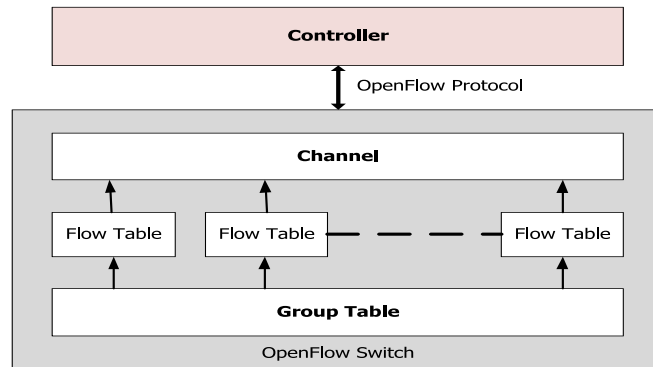 Controller
OpenFlow Protocol
Channel
Flow Table
Flow Table
Flow Table
Group Table
OpenFlow Switch